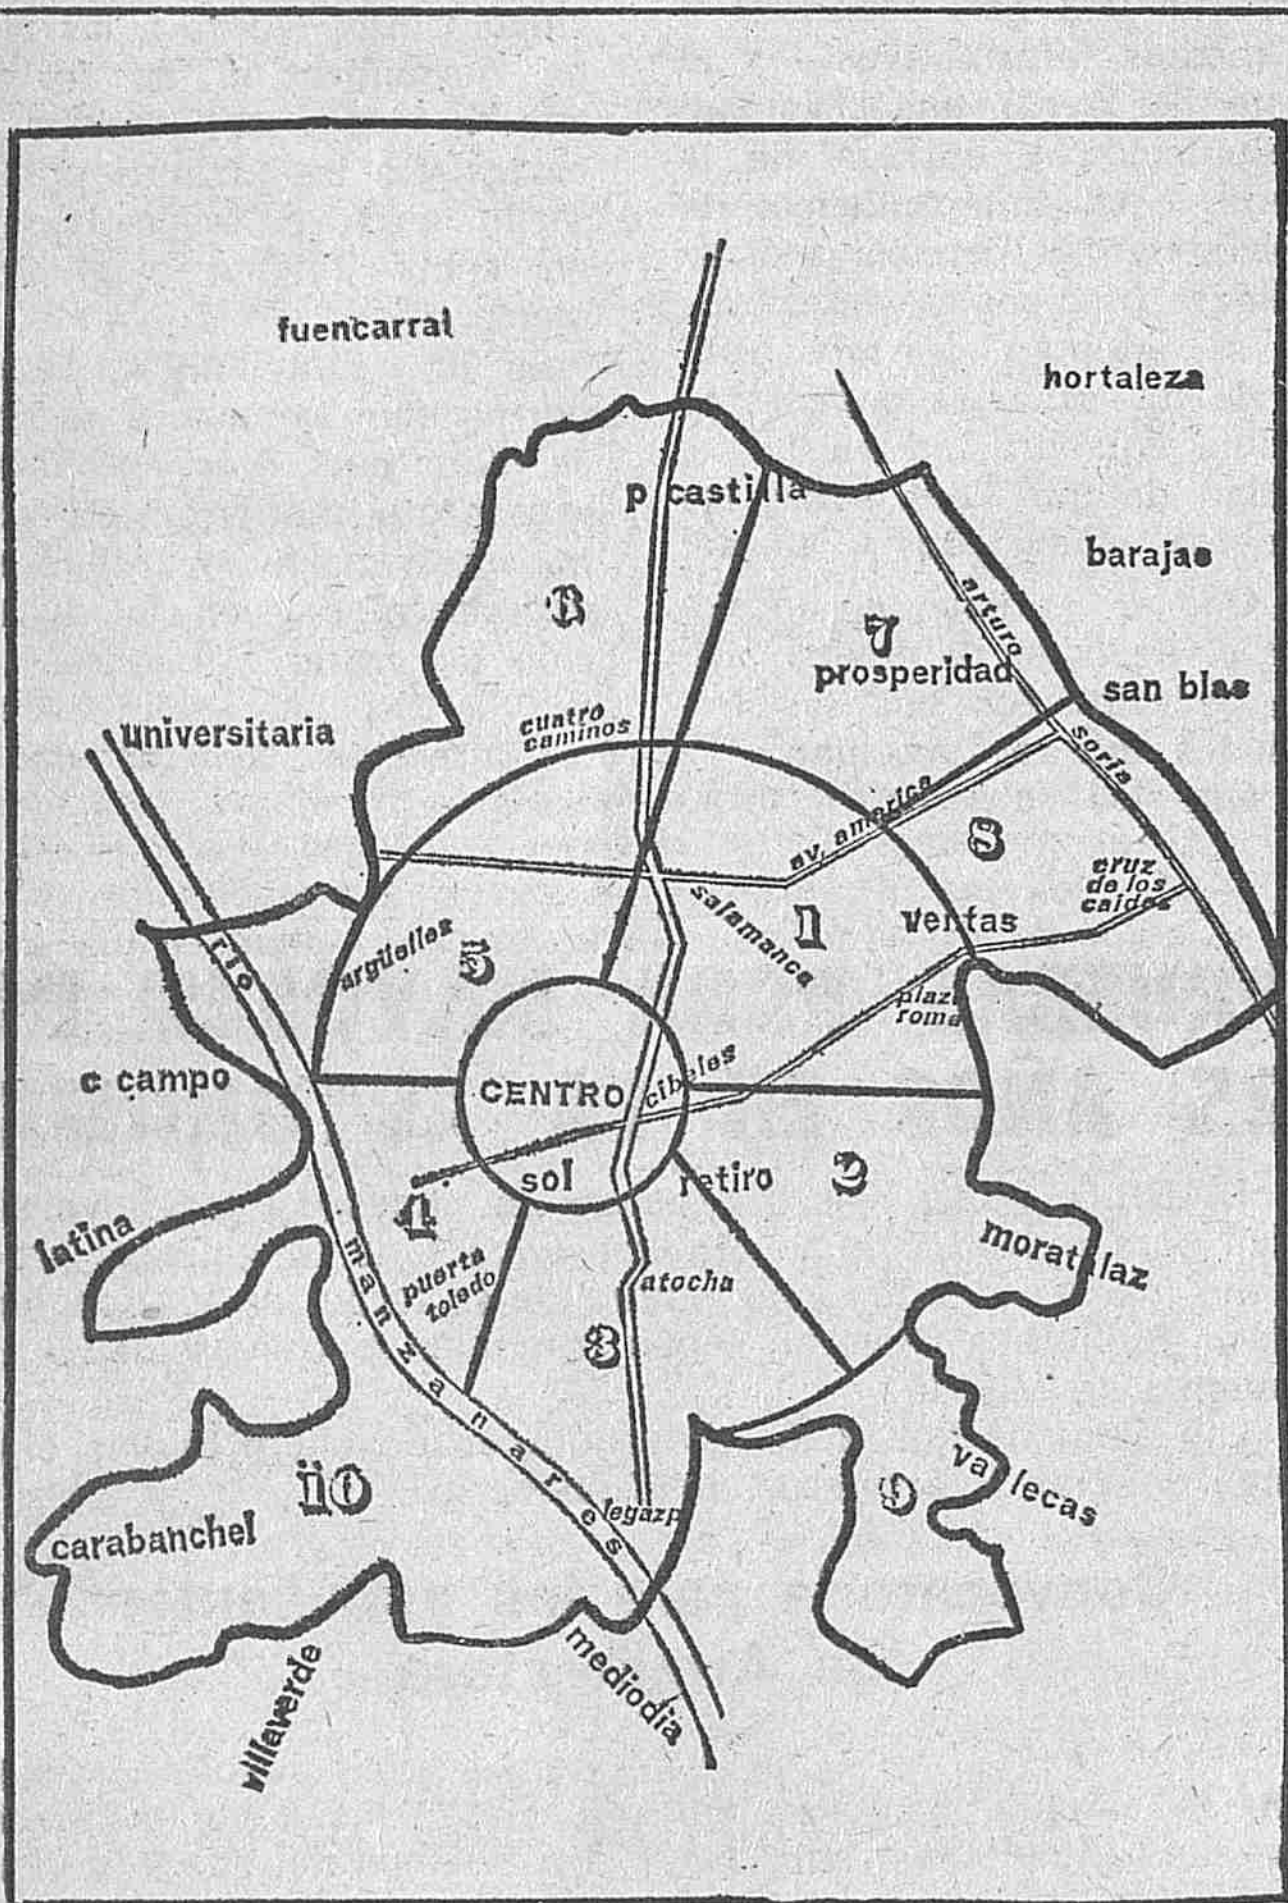 fuencarral
hortaleza
p castilla
barajas
6
arturo
7
prosperidad
san blas
cuatro
caminos
universitaria
soria
av. america
8
cruz
de los
caidos
salamanca
1
ventas
argüelles
5
rio
plaza
roma
c campo
CENTRO
cibeles
sol
retiro
2
4
latina
moratalaz
puerta
toledo
atocha
manzanares
3
vallecas
10
9
legazpi
carabanchel
mediodia
villaverde